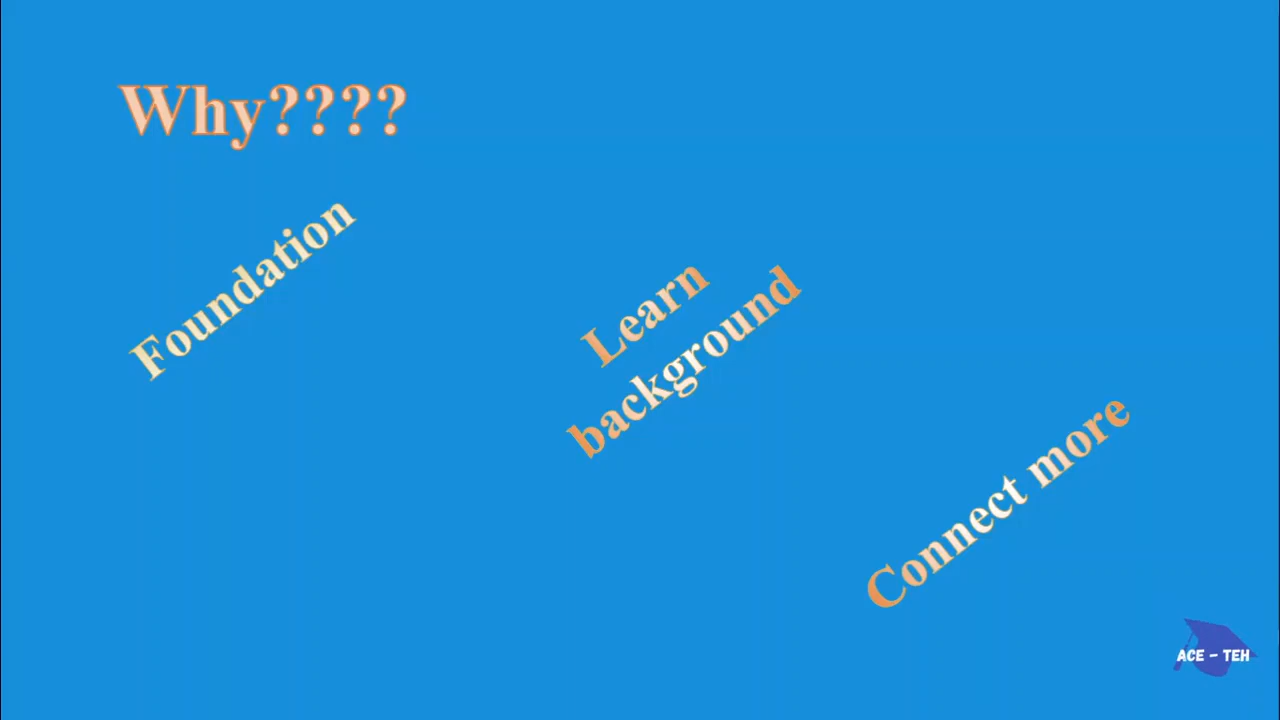 Why????
Foundation
Learn
background
Connect more
ACE - TEH